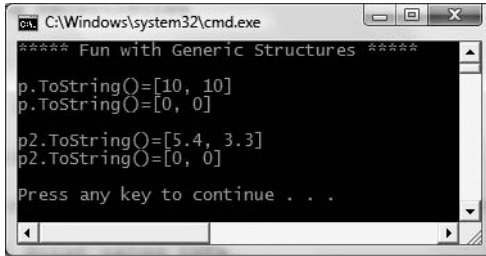 C:\Windows\system32\cmd.exe
***** Fun with Generic Structures *****
p.ToString()=[10, 10]
p.ToString()=[0, 0]
p2.ToString()=[5.4, 3.3]
p2.ToString()=[0, 0]
Press any key to continue . . .